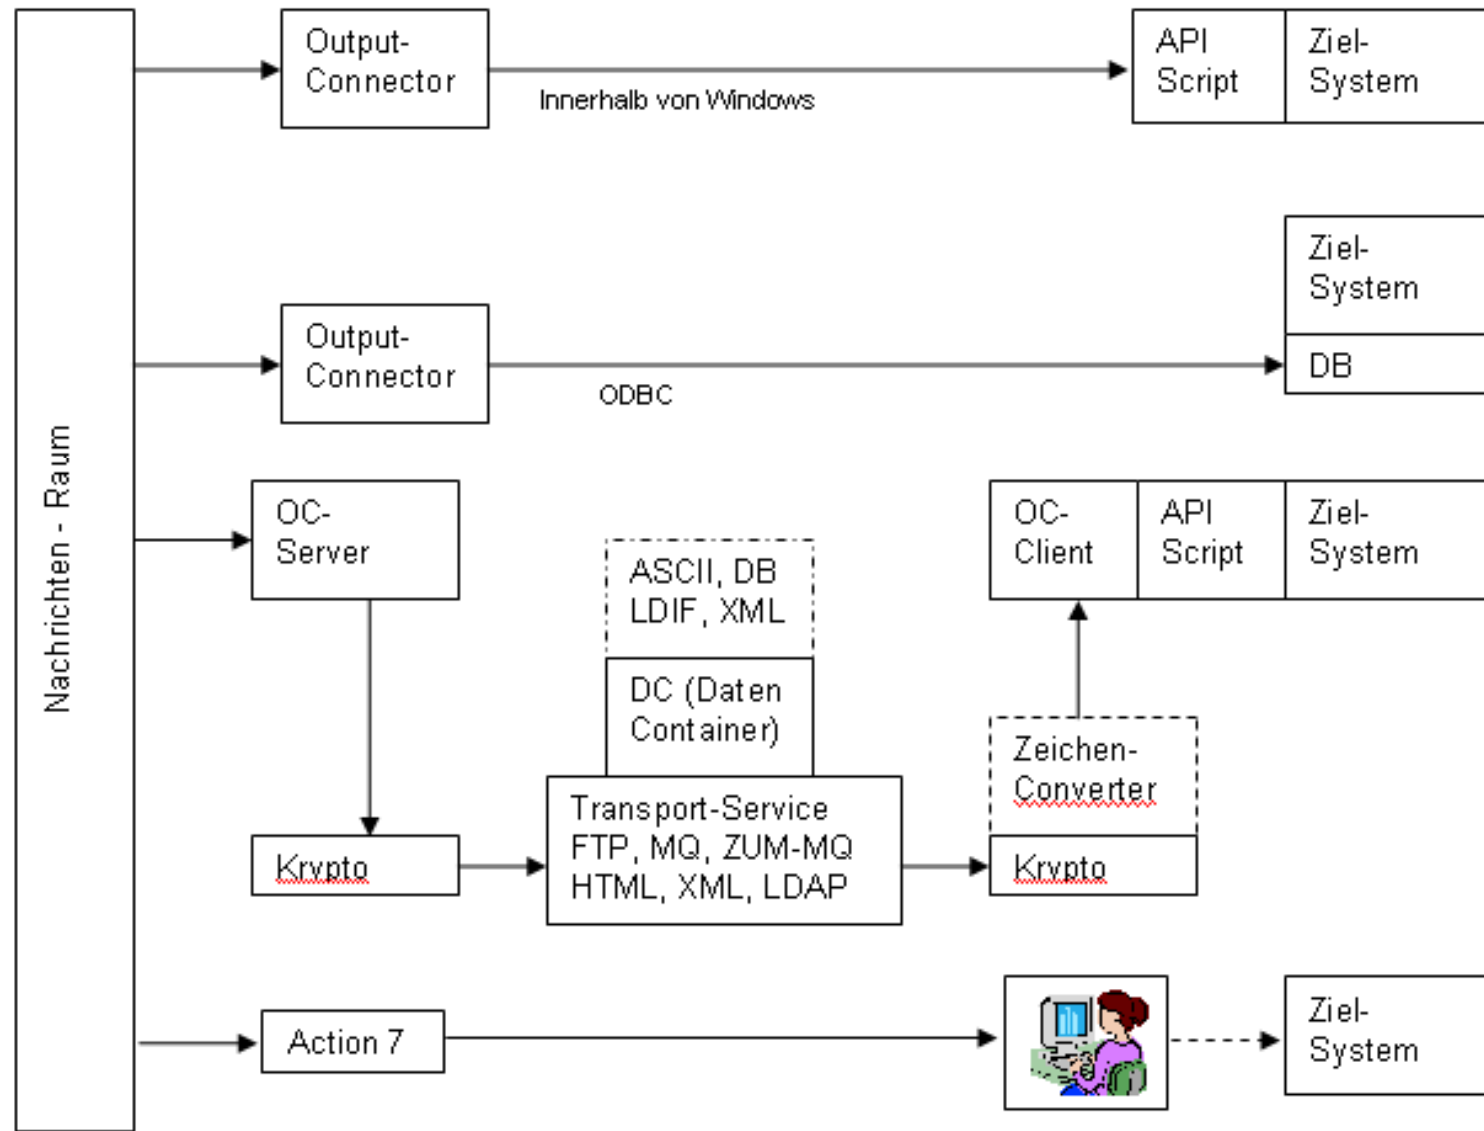 Nachrichten - Raum
Output-
Connector
Innerhalb von Windows
API
Script
Ziel-
System
Output-
Connector
ODBC
Ziel-
System
DB
OC-
Server
ASCII, DB
LDIF, XML
DC (Daten
Container)
Transport-Service
FTP, MQ, ZUM-MQ
HTML, XML, LDAP
Krypto
OC-
Client
API
Script
Ziel-
System
Zeichen-
Converter
Krypto
Action 7
Ziel-
System